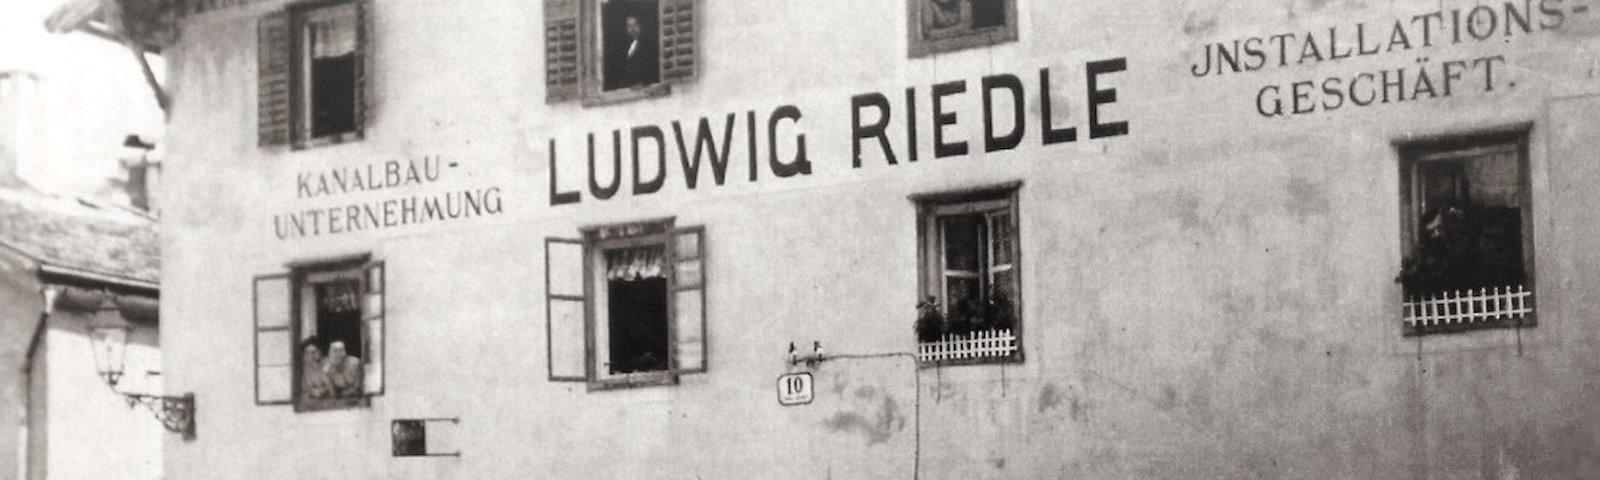 KANALBAU-
UNTERNEHMUNG
LUDWIG RIEDLE
JNSTALLATIONS-
GESCHÄFT.
10